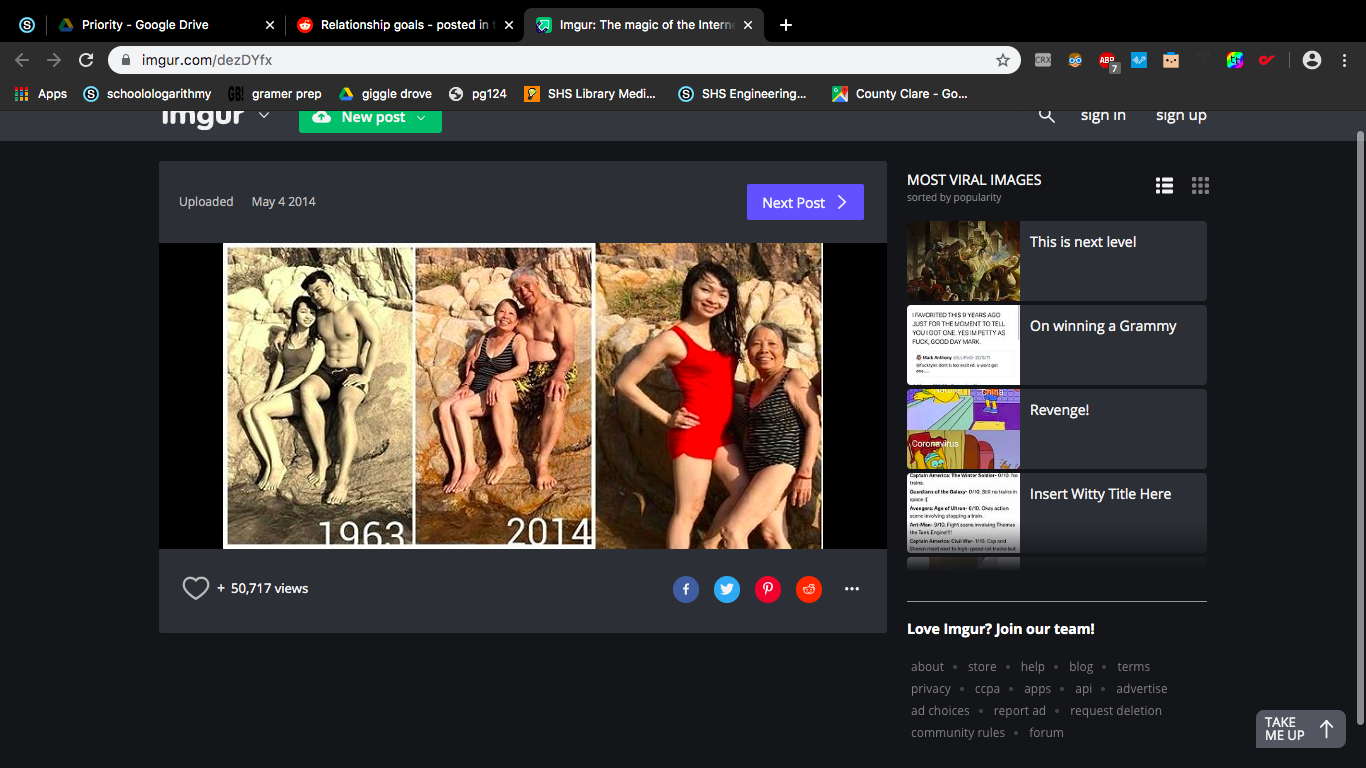 Priority - Google Drive
Relationship goals - posted in t
Imgur: The magic of the Interne
imgur.com/dezDYfx
CRX
ABP
7
Apps
schoolologarithmy
GB!
gramer prep
giggle drove
pg124
SHS Library Medi...
SHS Engineering...
County Clare - Go...
imgur
New post
sign in
sign up
Uploaded May 4 2014
Next Post
1963
2014
+ 50,717 views
MOST VIRAL IMAGES
sorted by popularity
This is next level
I FAVORITED THIS 9 YEARS AGO
JUST FOR THE MOMENT TO TELL
YOU I GOT ONE. YES IM PETTY AS
FUCK, GOOD DAY MARK.
Mark Anthony
On winning a Grammy
China
Coronavirus
Revenge!
Captain America: The Winter Soldier- 0/10. No
trains.
Guardians of the Galaxy- 0/10. Still no trains in
space :(
Avengers: Age of Ultron- 6/10. Okay action
scene involving stopping a train.
Ant-Man- 9/10. Fight scene involving Thomas
the Tank Engine!!!
Captain America: Civil War- 1/10. Cap and
Sharon meet next to high-speed rail tracks but
Insert Witty Title Here
Love Imgur? Join our team!
about • store • help • blog • terms
privacy • ccpa • apps • api • advertise
ad choices • report ad • request deletion
community rules • forum
TAKE
ME UP